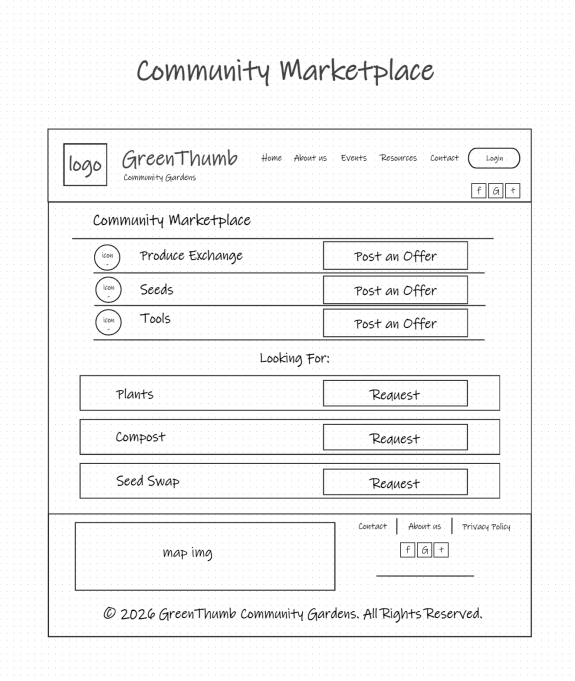 Community Marketplace
logo
GreenThumb
Community Gardens
Home About us Events Resources Contact Login
f G t
Community Marketplace
icon Produce Exchange Post an Offer
icon Seeds Post an Offer
icon Tools Post an Offer
Looking For:
Plants Request
Compost Request
Seed Swap Request
map img
Contact About us Privacy Policy
f G t
© 2026 GreenThumb Community Gardens. All Rights Reserved.